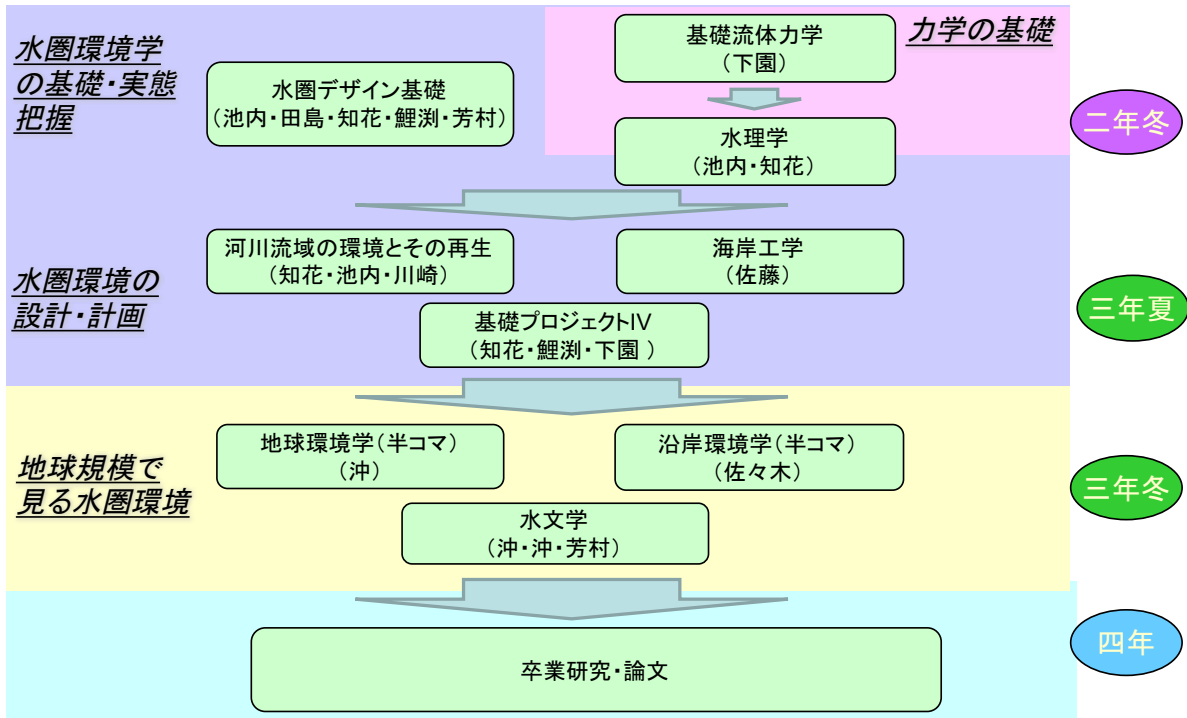 水圏環境学
の基礎・実態
把握
力学の基礎
基礎流体力学
(下園)
水圏デザイン基礎
(池内・田島・知花・鯉渕・芳村)
水理学
(池内・知花)
二年冬
水圏環境の
設計・計画
河川流域の環境とその再生
(知花・池内・川崎)
海岸工学
(佐藤)
基礎プロジェクトIV
(知花・鯉渕・下園 )
三年夏
地球規模で
見る水圏環境
地球環境学(半コマ)
(沖)
沿岸環境学(半コマ)
(佐々木)
水文学
(沖・沖・芳村)
三年冬
卒業研究・論文
四年